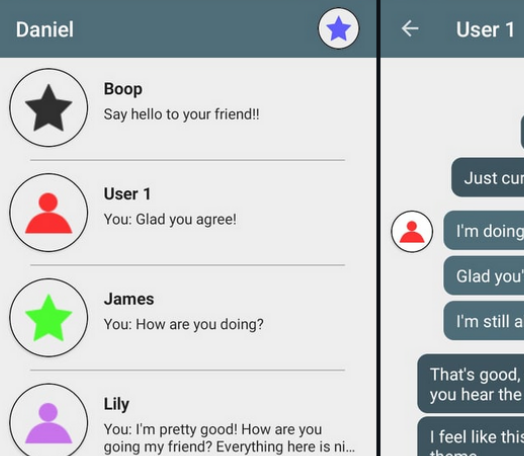 Daniel
Boop
Say hello to your friend!!
User 1
You: Glad you agree!
James
You: How are you doing?
Lily
You: I'm pretty good! How are you
going my friend? Everything here is ni...
User 1
Just cur
I'm doing
Glad you'
I'm still a
That's good,
you hear the
I feel like this
theme